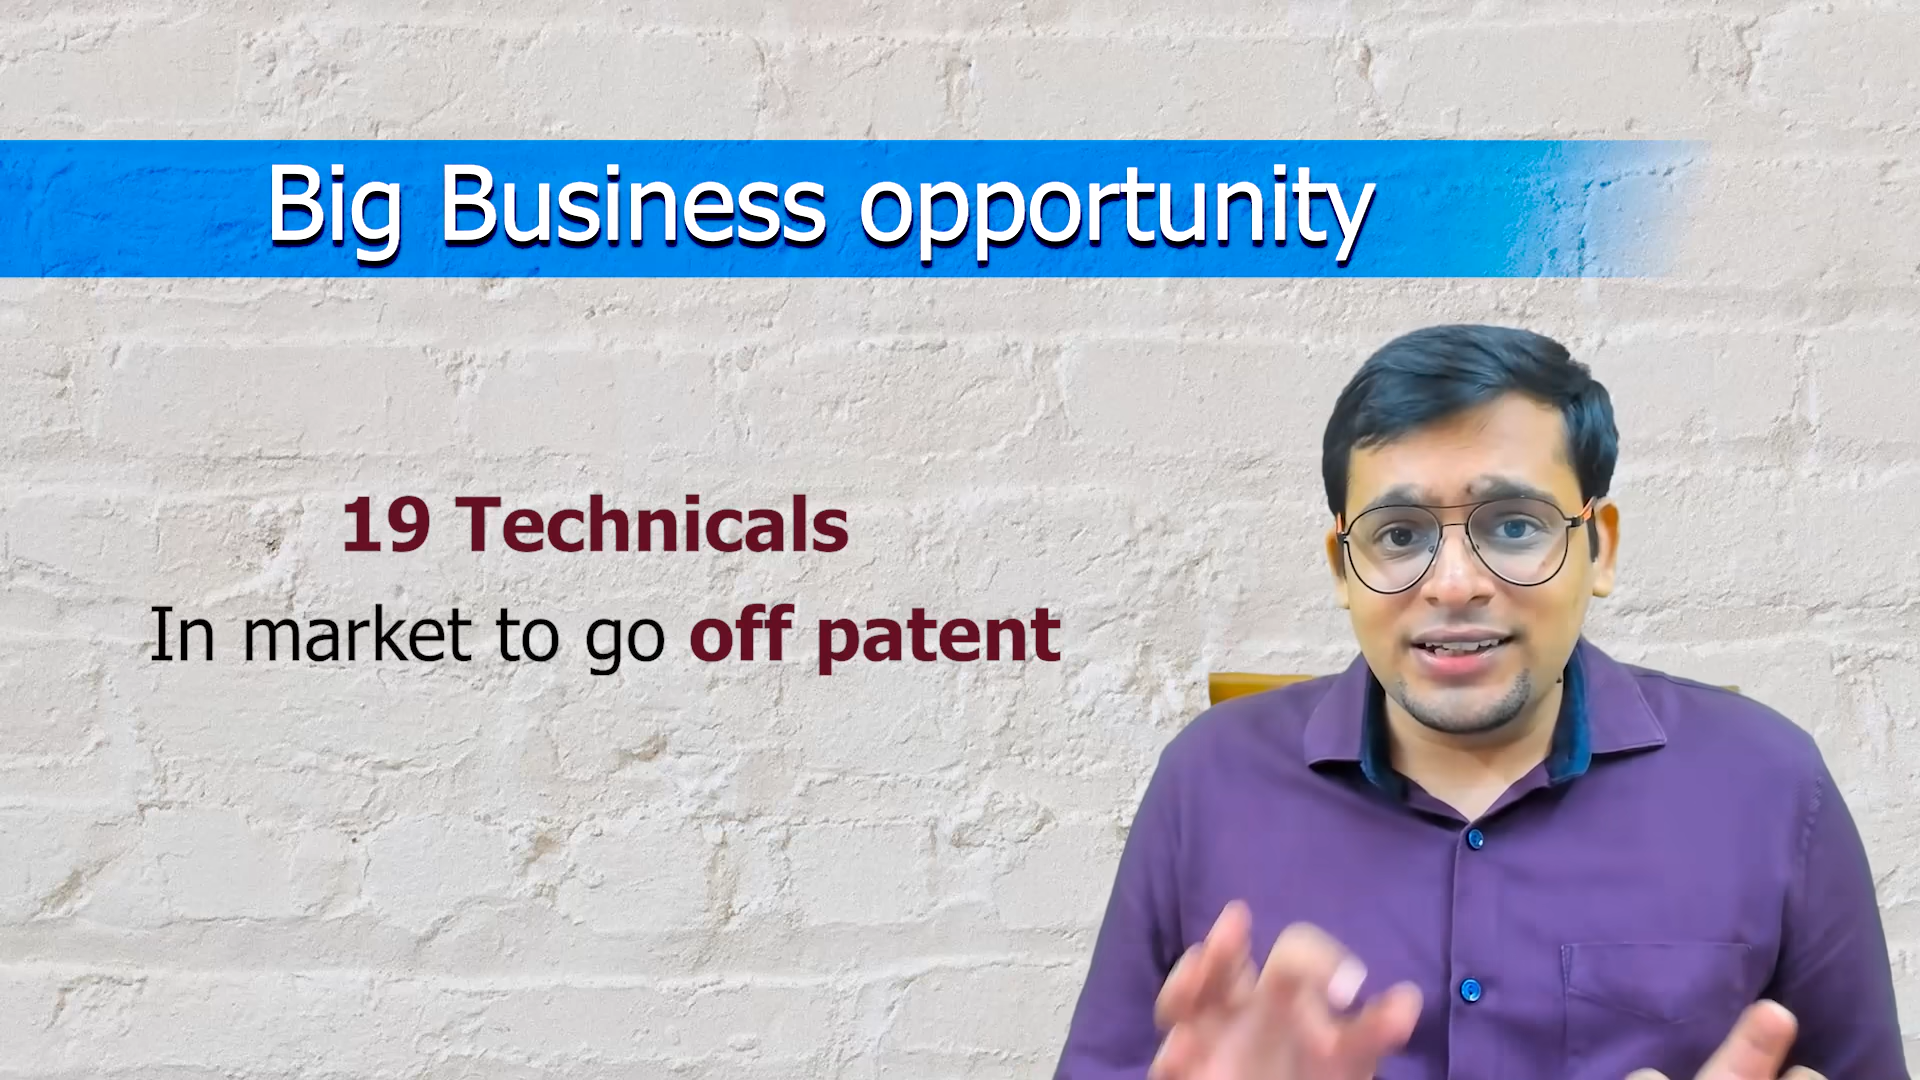 Big Business opportunity
19 Technicals
In market to go off patent